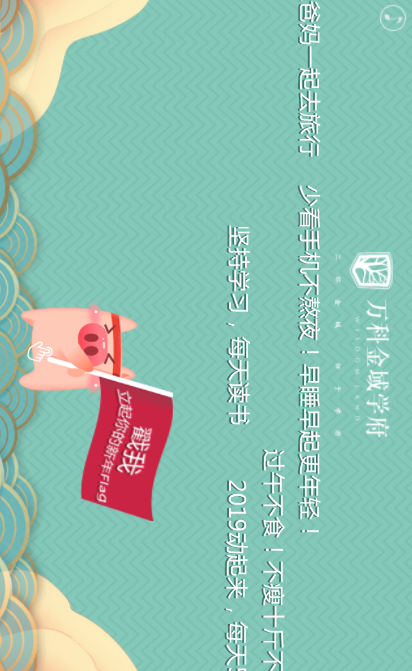 万科金域学府
WISDOM LAND
爸妈一起去旅行
少看手机不熬夜！早睡早起更年轻！
过午不食！不瘦十斤不
坚持学习，每天读书
2019动起来，每天
戳我
立起你的新年Flag